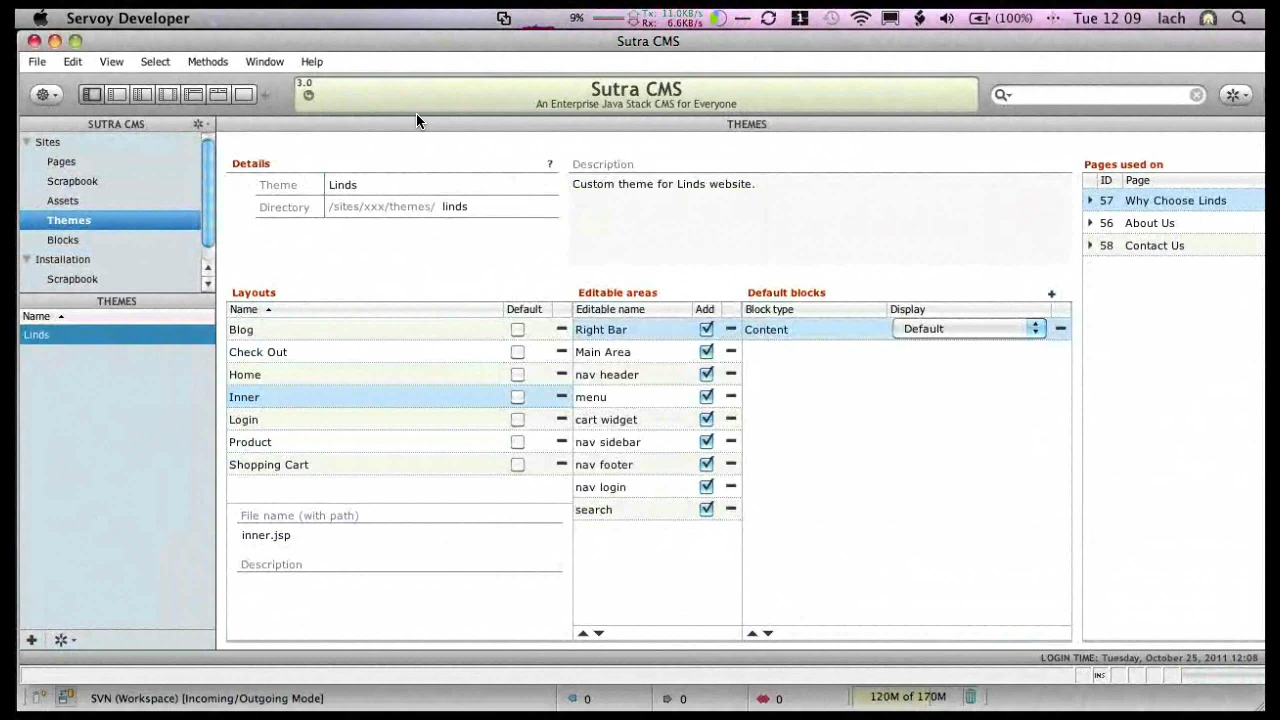 Servoy Developer 9% Tx: 11.0KB/s Rx: 6.6KB/s (100%) Tue 12 09 lach
Sutra CMS
File Edit View Select Methods Window Help
3.0
Sutra CMS
An Enterprise Java Stack CMS for Everyone
SUTRA CMS
THEMES
Sites
Pages
Scrapbook
Assets
Themes
Blocks
Installation
Scrapbook
THEMES
Name
Linds
Details ?
Theme Linds
Directory /sites/xxx/themes/ linds
Description
Custom theme for Linds website.
Pages used on
ID Page
57 Why Choose Linds
56 About Us
58 Contact Us
Layouts
Name Default
Blog
Check Out
Home
Inner
Login
Product
Shopping Cart
File name (with path)
inner.jsp
Description
Editable areas
Editable name Add
Right Bar
Main Area
nav header
menu
cart widget
nav sidebar
nav footer
nav login
search
Default blocks +
Block type Display
Content Default
LOGIN TIME: Tuesday, October 25, 2011 12:08
INS
SVN (Workspace) [Incoming/Outgoing Mode] 0 0 0 120M of 170M